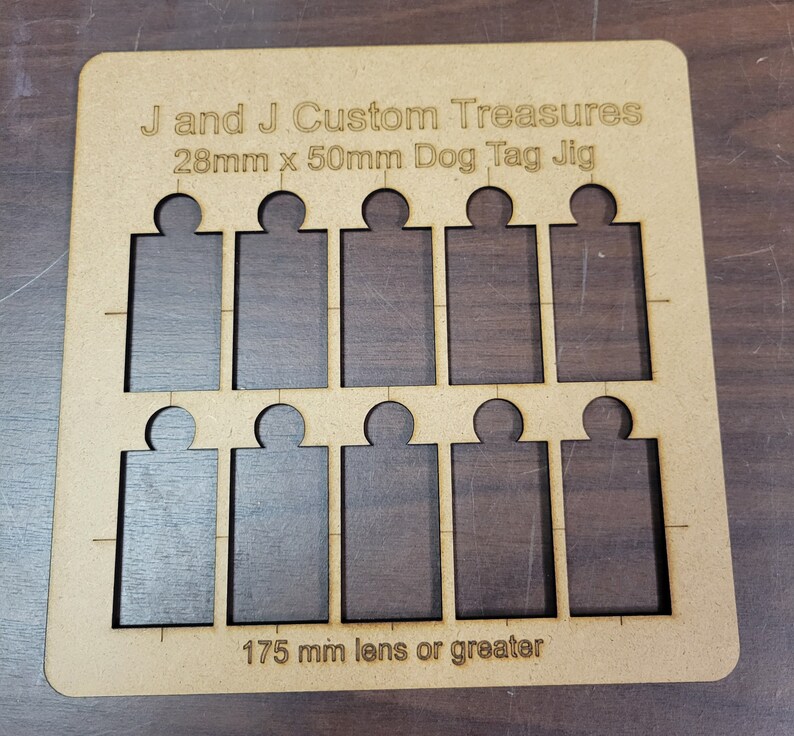 J and J Custom Treasures
28mm x 50mm Dog Tag Jig
175 mm lens or greater